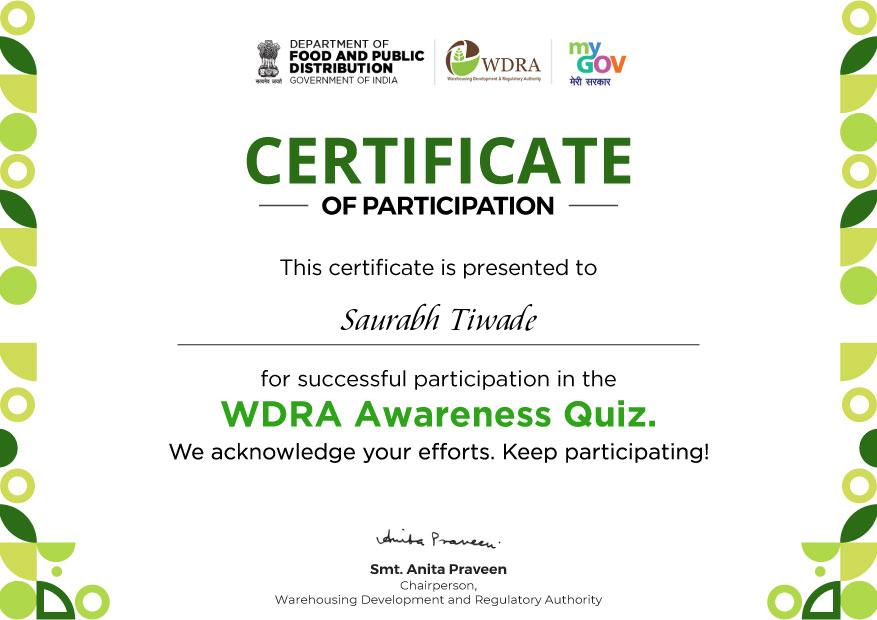 DEPARTMENT OF
FOOD AND PUBLIC
DISTRIBUTION
GOVERNMENT OF INDIA
सत्यमेव जयते
WDRA
Warehousing Development & Regulatory Authority
my
GOV
मेरी सरकार
CERTIFICATE
OF PARTICIPATION
This certificate is presented to
Saurabh Tiwade
for successful participation in the
WDRA Awareness Quiz.
We acknowledge your efforts. Keep participating!
Anita Praveen
Smt. Anita Praveen
Chairperson,
Warehousing Development and Regulatory Authority